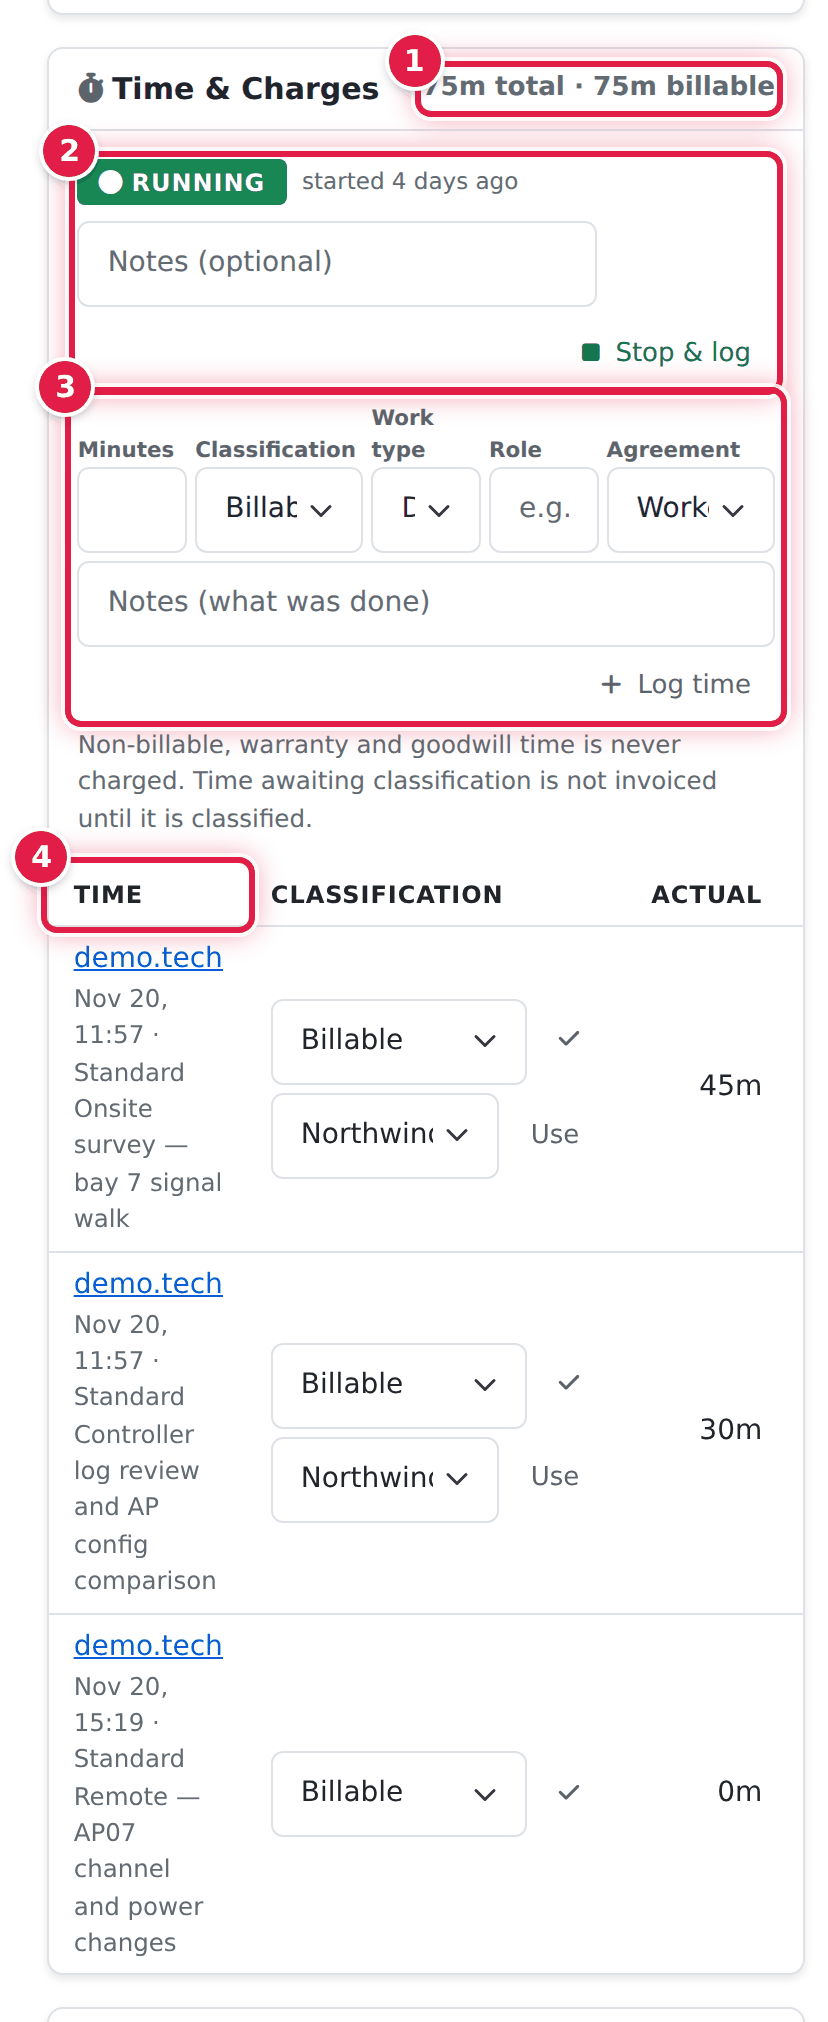 1
Time & Charges
75m total · 75m billable
2
RUNNING started 4 days ago
Notes (optional)
Stop & log
3
Minutes Classification Work type Role Agreement
Billab D e.g. Work
Notes (what was done)
+ Log time
Non-billable, warranty and goodwill time is never
charged. Time awaiting classification is not invoiced
until it is classified.
4
TIME CLASSIFICATION ACTUAL
demo.tech
Nov 20,
11:57 ·
Standard
Onsite
survey —
bay 7 signal
walk
Billable
Northwind Use
45m
demo.tech
Nov 20,
11:57 ·
Standard
Controller
log review
and AP
config
comparison
Billable
Northwind Use
30m
demo.tech
Nov 20,
15:19 ·
Standard
Remote —
AP07
channel
and power
changes
Billable
0m